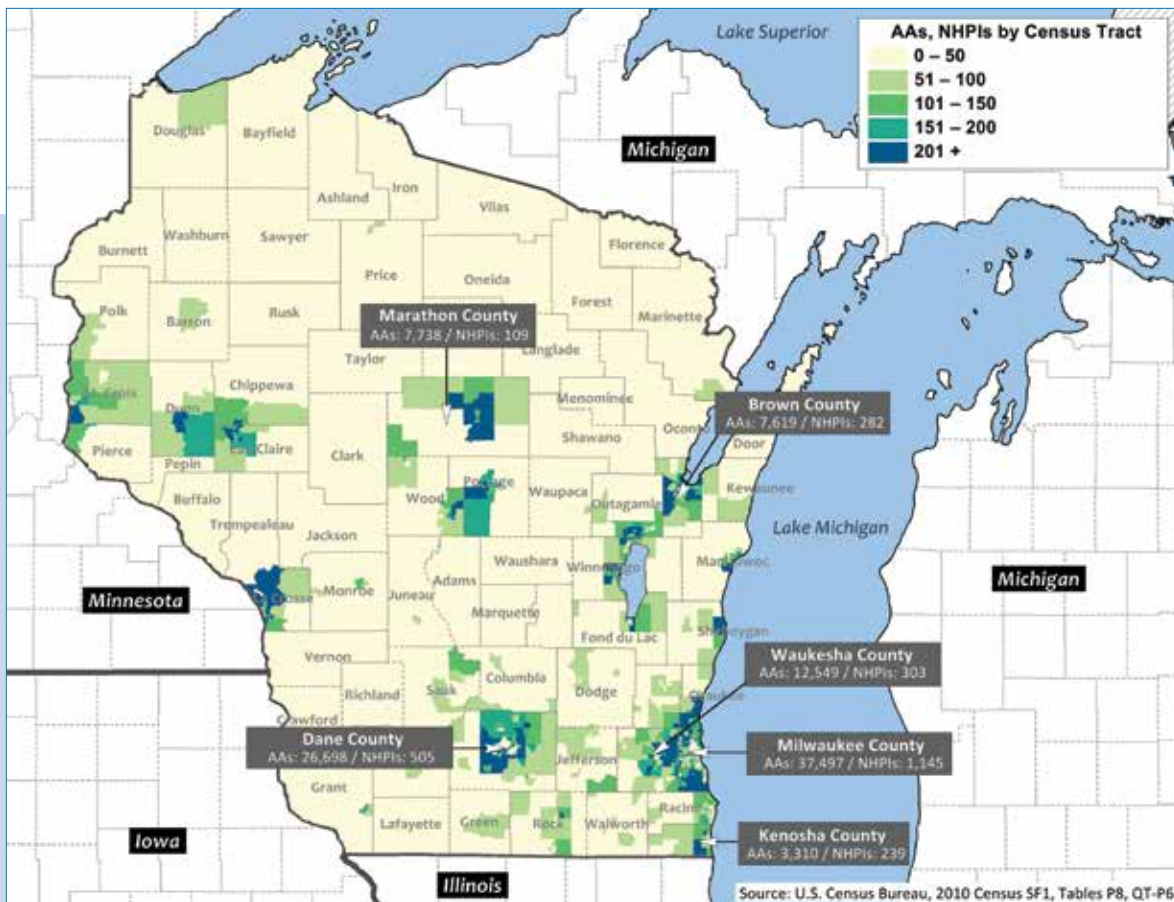 AAs, NHPIs by Census Tract
0 – 50
51 – 100
101 – 150
151 – 200
201 +
Lake Superior
Michigan
Douglas
Bayfield
Ashland
Iron
Vilas
Florence
Burnett
Washburn
Sawyer
Price
Oneida
Forest
Marinette
Polk
Barron
Rusk
Marathon County
AAs: 7,738 / NHPIs: 109
Taylor
Langlade
Chippewa
Menominee
Brown County
AAs: 7,619 / NHPIs: 282
Oconto
Door
Dunn
Pierce
Pepin
Eau Claire
Clark
Shawano
Buffalo
Wood
Portage
Waupaca
Outagamie
Kewaunee
Lake Michigan
Trempealeau
Jackson
Waushara
Winnebago
Manitowoc
Michigan
Minnesota
La Crosse
Monroe
Juneau
Adams
Marquette
Fond du Lac
Sheboygan
Vernon
Waukesha County
AAs: 12,549 / NHPIs: 303
Richland
Sauk
Columbia
Dodge
Ozaukee
Crawford
Dane County
AAs: 26,698 / NHPIs: 505
Jefferson
Milwaukee County
AAs: 37,497 / NHPIs: 1,145
Grant
Iowa
Lafayette
Green
Rock
Walworth
Racine
Kenosha County
AAs: 3,310 / NHPIs: 239
Illinois
Source: U.S. Census Bureau, 2010 Census SF1, Tables P8, QT-P6